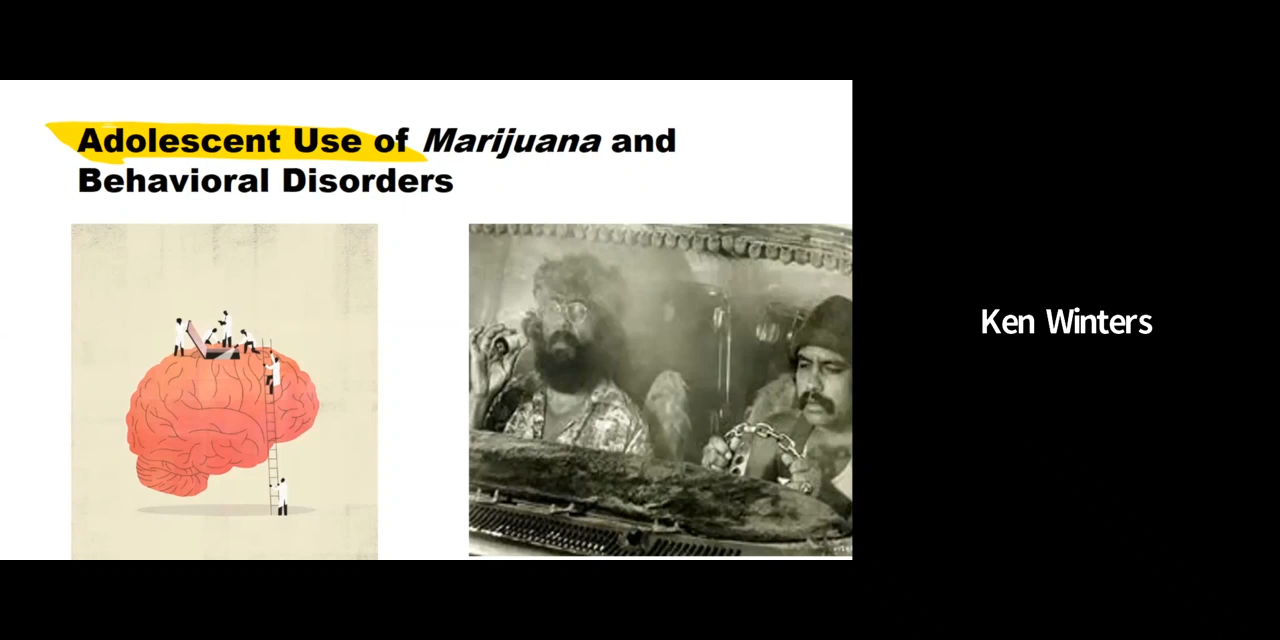 Adolescent Use of Marijuana and
Behavioral Disorders
Ken Winters